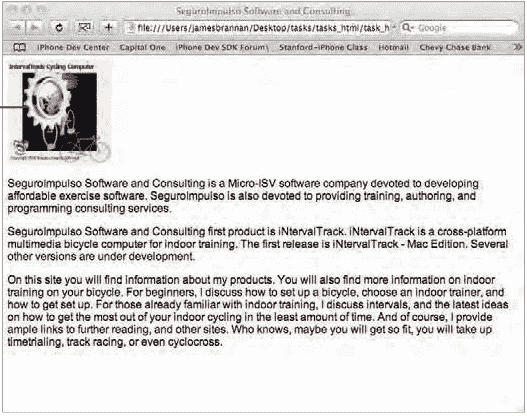 SeguroImpulso Software and Consulting
file:///Users/jamesbrannan/Desktop/tasks/tasks_html/task_h
Google
iPhone Dev Center Capital One iPhone Dev SDK Forum Stanford-iPhone Class Hotmail Chevy Chase Bank
IntervalTrack Cycling Computer
SeguroImpulso Software and Consulting is a Micro-ISV software company devoted to developing
affordable exercise software. SeguroImpulso is also devoted to providing training, authoring, and
programming consulting services.
SeguroImpulso Software and Consulting first product is iNtervalTrack. iNtervalTrack is a cross-platform
multimedia bicycle computer for indoor training. The first release is iNtervalTrack - Mac Edition. Several
other versions are under development.
On this site you will find information about my products. You will also find more information on indoor
training on your bicycle. For beginners, I discuss how to set up a bicycle, choose an indoor trainer, and
how to get set up. For those already familiar with indoor training, I discuss intervals, and the latest ideas
on how to get the most out of your indoor cycling in the least amount of time. And of course, I provide
ample links to further reading, and other sites. Who knows, maybe you will get so fit, you will take up
timetrialing, track racing, or even cyclocross.